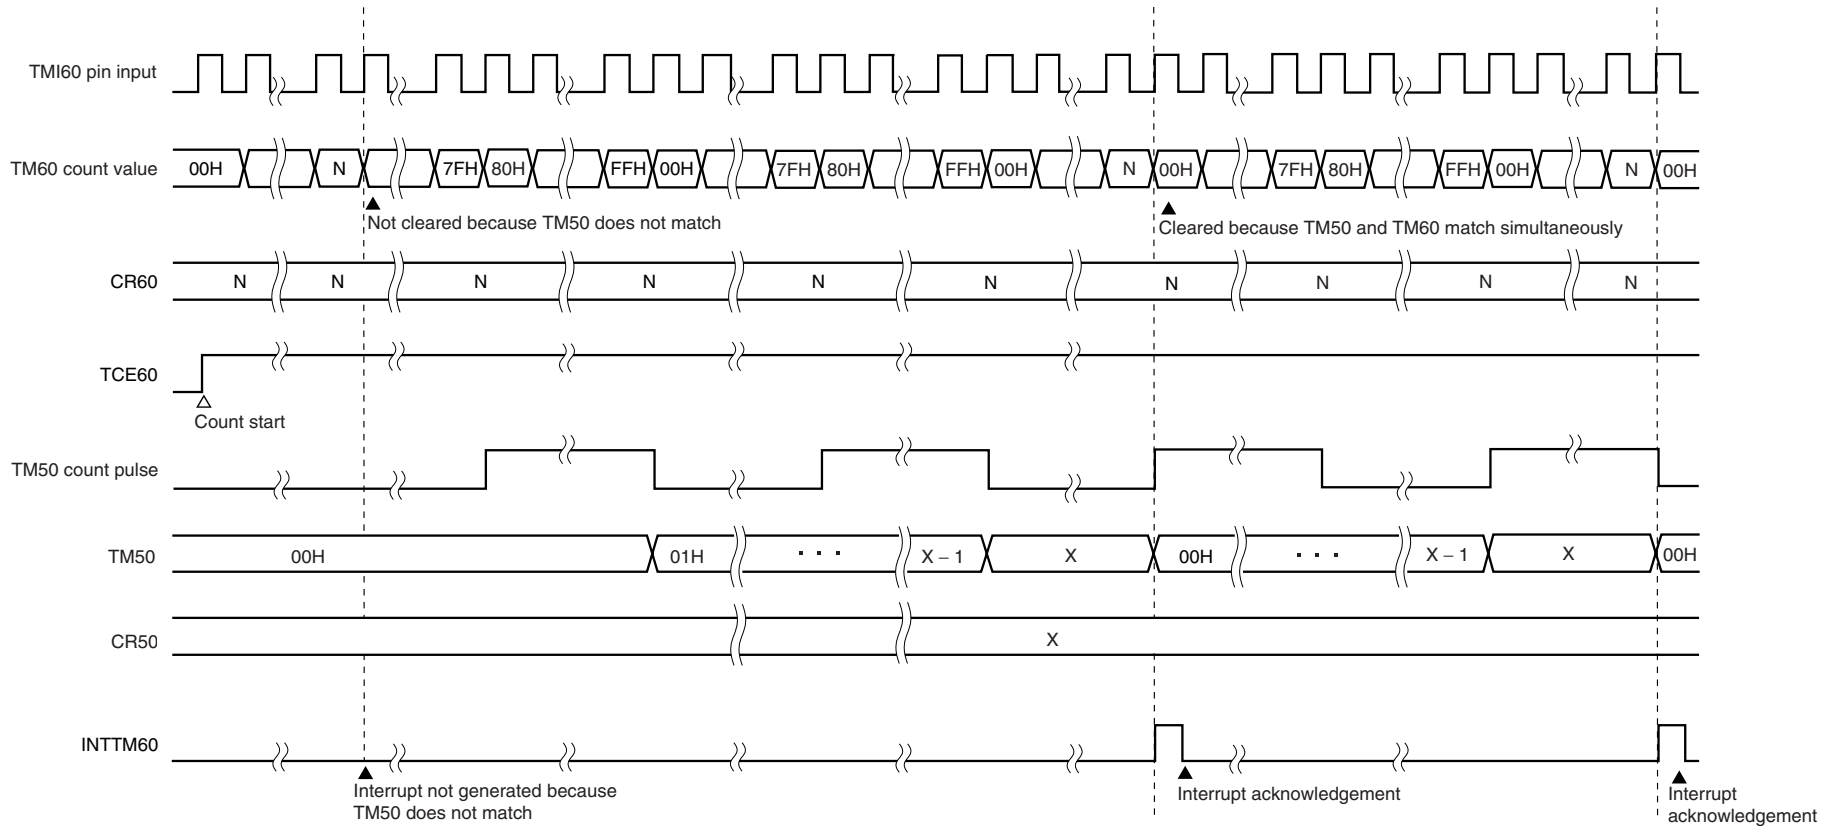 TMI60 pin input
TM60 count value 00H N 7FH 80H FFH 00H 7FH 80H FFH 00H N 00H 7FH 80H FFH 00H N 00H
Not cleared because TM50 does not match
Cleared because TM50 and TM60 match simultaneously
CR60 N N N N N N N N N N
TCE60
Count start
TM50 count pulse
TM50 00H 01H · · · X – 1 X 00H · · · X – 1 X 00H
CR50 X
INTTM60
Interrupt not generated because
TM50 does not match
Interrupt acknowledgement
Interrupt
acknowledgement